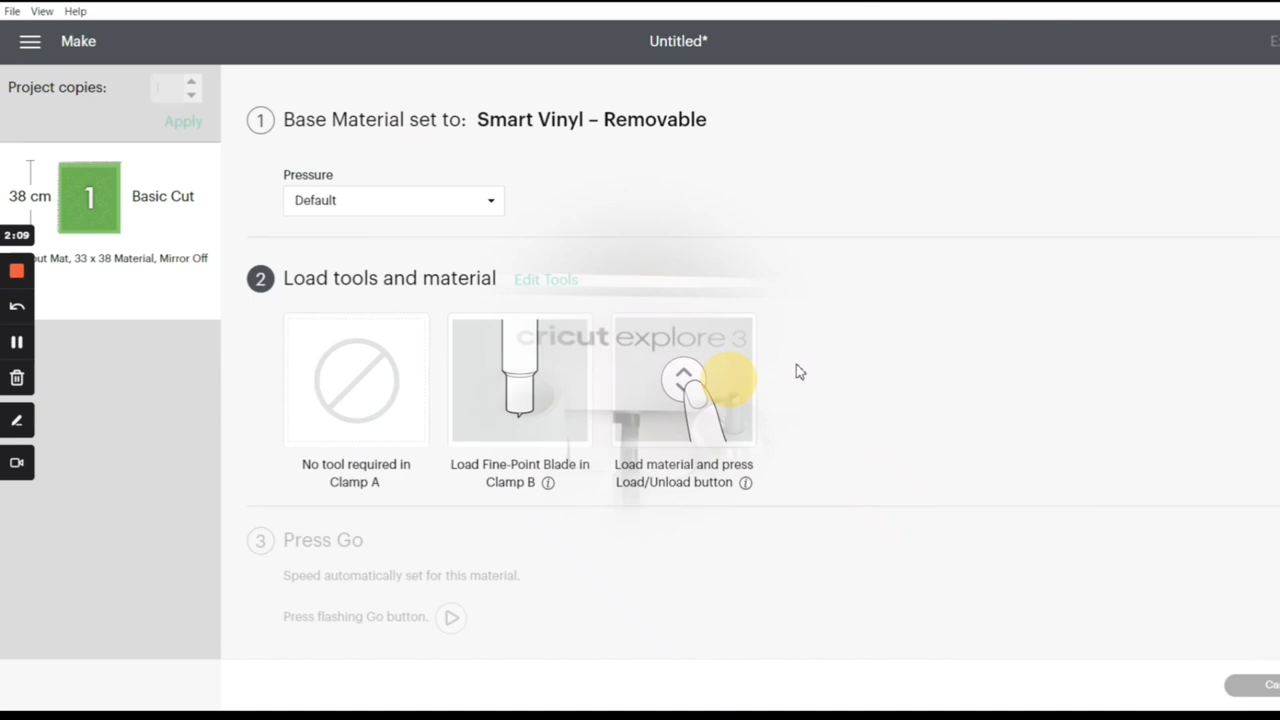 File View Help
Make
Untitled*
Project copies:
Apply
38 cm
1
Basic Cut
2:09
Mat, 33 x 38 Material, Mirror Off
1 Base Material set to: Smart Vinyl – Removable
Pressure
Default
2 Load tools and material Edit Tools
cricut explore 3
No tool required in
Clamp A
Load Fine-Point Blade in
Clamp B
Load material and press
Load/Unload button
3 Press Go
Speed automatically set for this material.
Press flashing Go button.